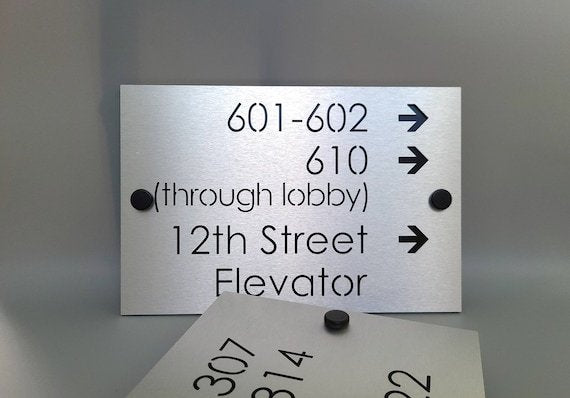 601-602 →
610 →
(through lobby)
12th Street →
Elevator
307
314